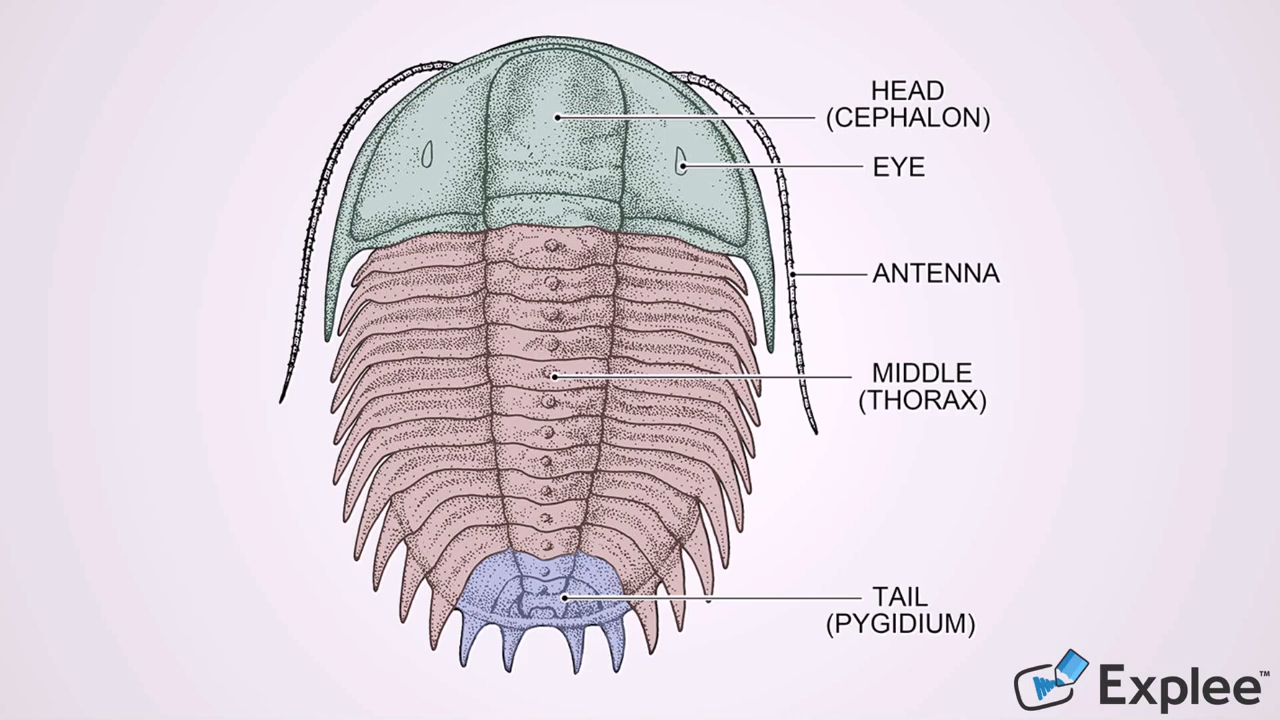 HEAD
(CEPHALON)
EYE
ANTENNA
MIDDLE
(THORAX)
TAIL
(PYGIDIUM)
Explee™